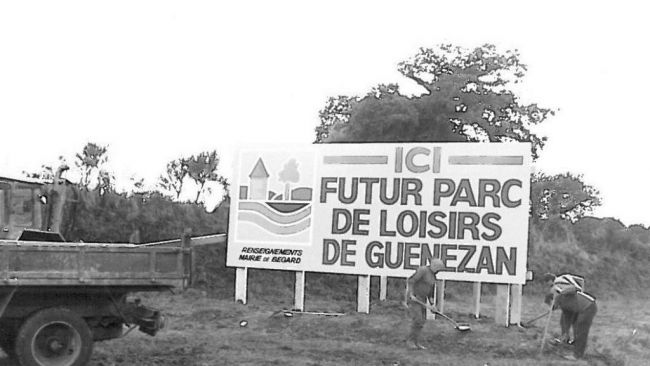 ICI
FUTUR PARC
DE LOISIRS
DE GUENEZAN
RENSEIGNEMENTS
MAIRIE DE BEGARD